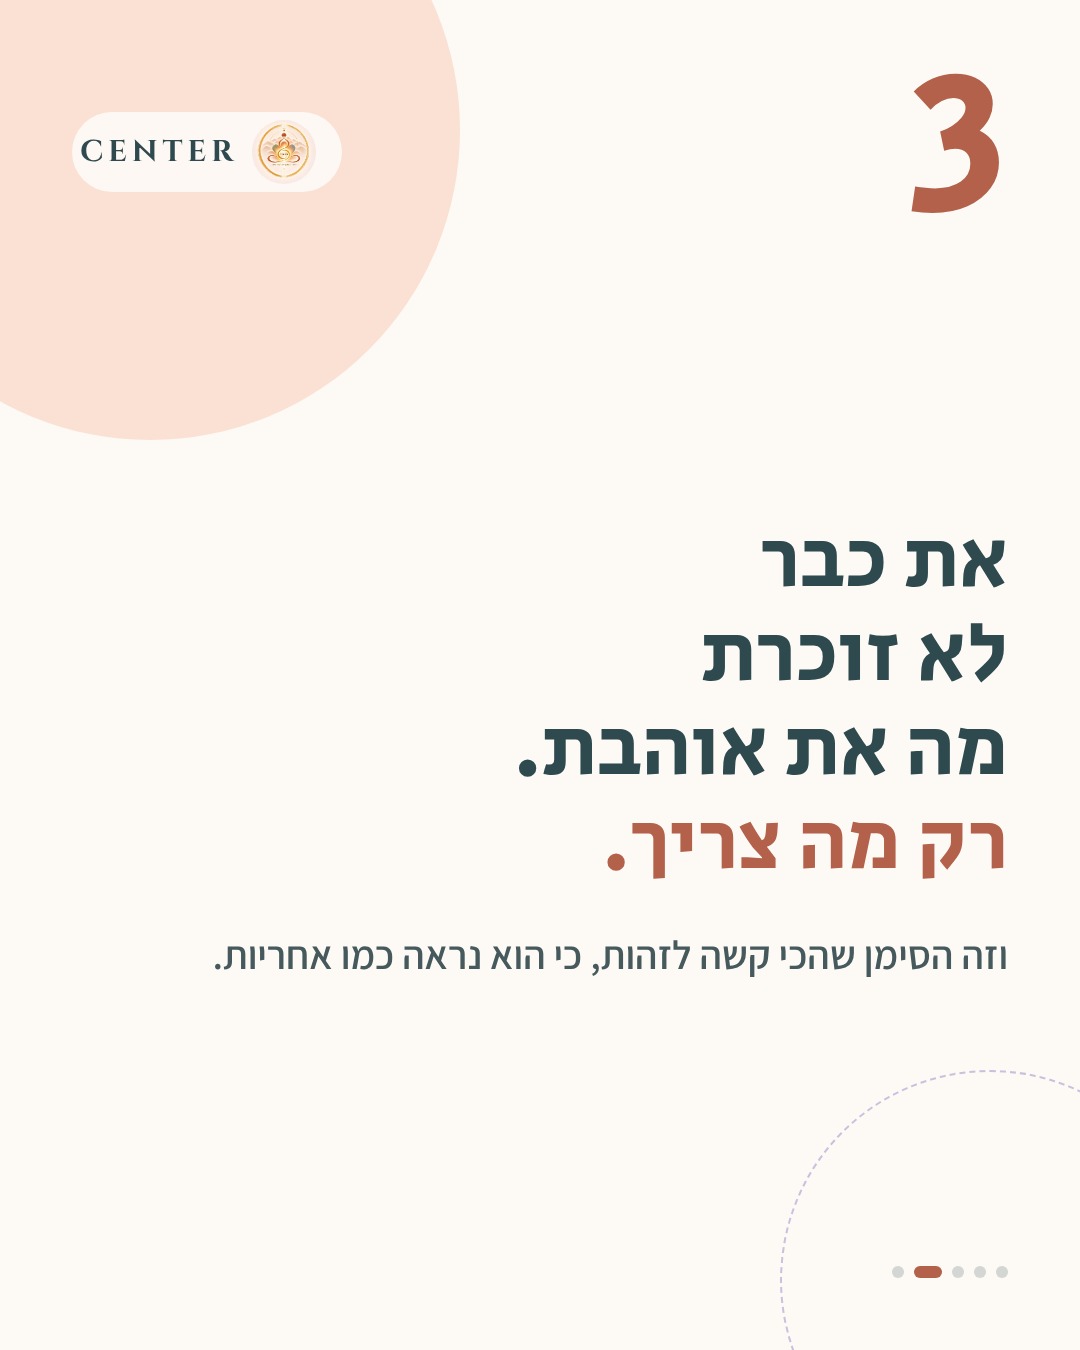 CENTER
3
את כבר
לא זוכרת
מה את אוהבת.
רק מה צריך.
וזה הסימן שהכי קשה לזהות, כי הוא נראה כמו אחריות.